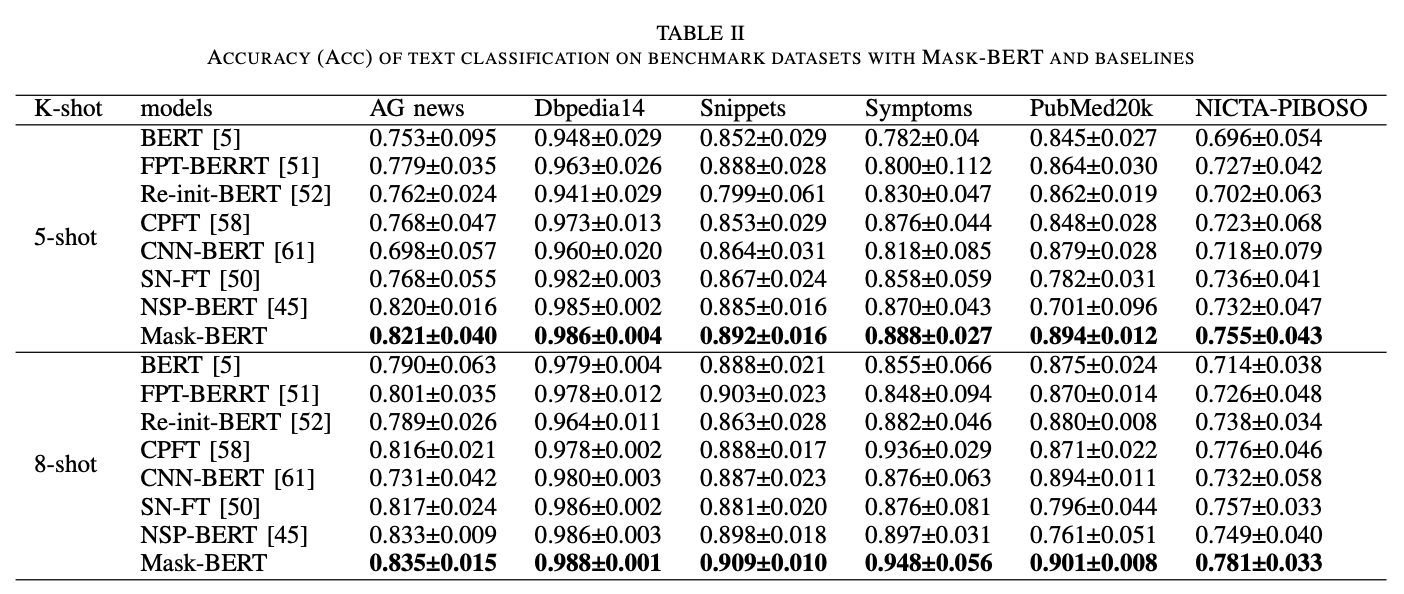 TABLE II
ACCURACY (ACC) OF TEXT CLASSIFICATION ON BENCHMARK DATASETS WITH MASK-BERT AND BASELINES
K-shot models AG news Dbpedia14 Snippets Symptoms PubMed20k NICTA-PIBOSO
5-shot
BERT [5] 0.753±0.095 0.948±0.029 0.852±0.029 0.782±0.04 0.845±0.027 0.696±0.054
FPT-BERRT [51] 0.779±0.035 0.963±0.026 0.888±0.028 0.800±0.112 0.864±0.030 0.727±0.042
Re-init-BERT [52] 0.762±0.024 0.941±0.029 0.799±0.061 0.830±0.047 0.862±0.019 0.702±0.063
CPFT [58] 0.768±0.047 0.973±0.013 0.853±0.029 0.876±0.044 0.848±0.028 0.723±0.068
CNN-BERT [61] 0.698±0.057 0.960±0.020 0.864±0.031 0.818±0.085 0.879±0.028 0.718±0.079
SN-FT [50] 0.768±0.055 0.982±0.003 0.867±0.024 0.858±0.059 0.782±0.031 0.736±0.041
NSP-BERT [45] 0.820±0.016 0.985±0.002 0.885±0.016 0.870±0.043 0.701±0.096 0.732±0.047
Mask-BERT 0.821±0.040 0.986±0.004 0.892±0.016 0.888±0.027 0.894±0.012 0.755±0.043
8-shot
BERT [5] 0.790±0.063 0.979±0.004 0.888±0.021 0.855±0.066 0.875±0.024 0.714±0.038
FPT-BERRT [51] 0.801±0.035 0.978±0.012 0.903±0.023 0.848±0.094 0.870±0.014 0.726±0.048
Re-init-BERT [52] 0.789±0.026 0.964±0.011 0.863±0.028 0.882±0.046 0.880±0.008 0.738±0.034
CPFT [58] 0.816±0.021 0.978±0.002 0.888±0.017 0.936±0.029 0.871±0.022 0.776±0.046
CNN-BERT [61] 0.731±0.042 0.980±0.003 0.887±0.023 0.876±0.063 0.894±0.011 0.732±0.058
SN-FT [50] 0.817±0.024 0.986±0.002 0.881±0.020 0.876±0.081 0.796±0.044 0.757±0.033
NSP-BERT [45] 0.833±0.009 0.986±0.003 0.898±0.018 0.897±0.031 0.761±0.051 0.749±0.040
Mask-BERT 0.835±0.015 0.988±0.001 0.909±0.010 0.948±0.056 0.901±0.008 0.781±0.033